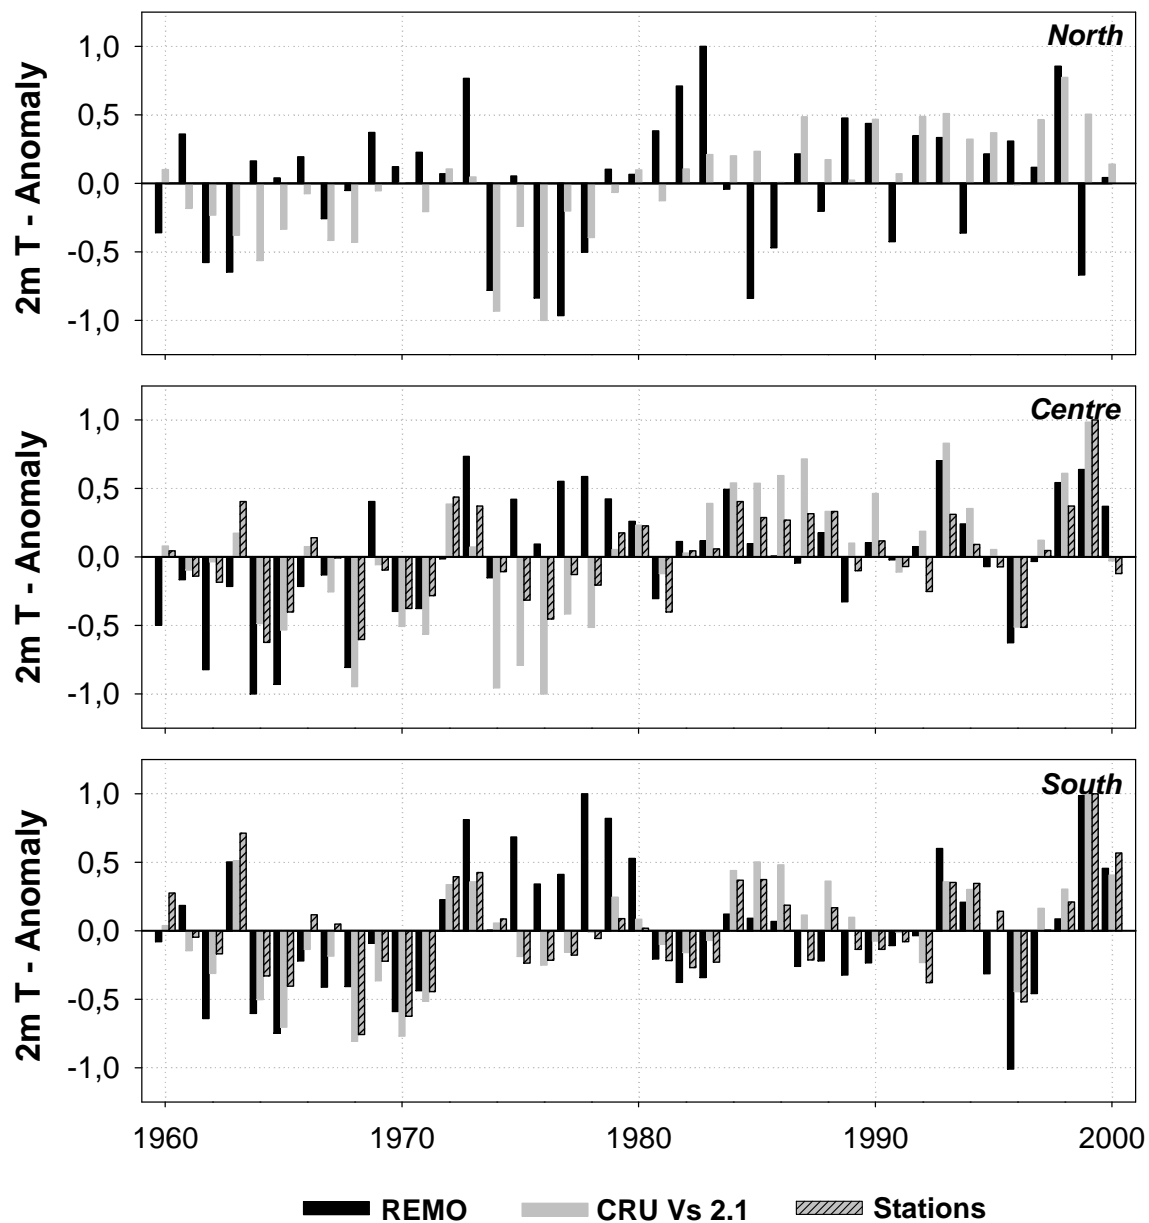 North
1,0
0,5
0,0
-0,5
-1,0
2m T - Anomaly
Centre
1,0
0,5
0,0
-0,5
-1,0
2m T - Anomaly
South
1,0
0,5
0,0
-0,5
-1,0
2m T - Anomaly
1960 1970 1980 1990 2000
REMO CRU Vs 2.1 Stations